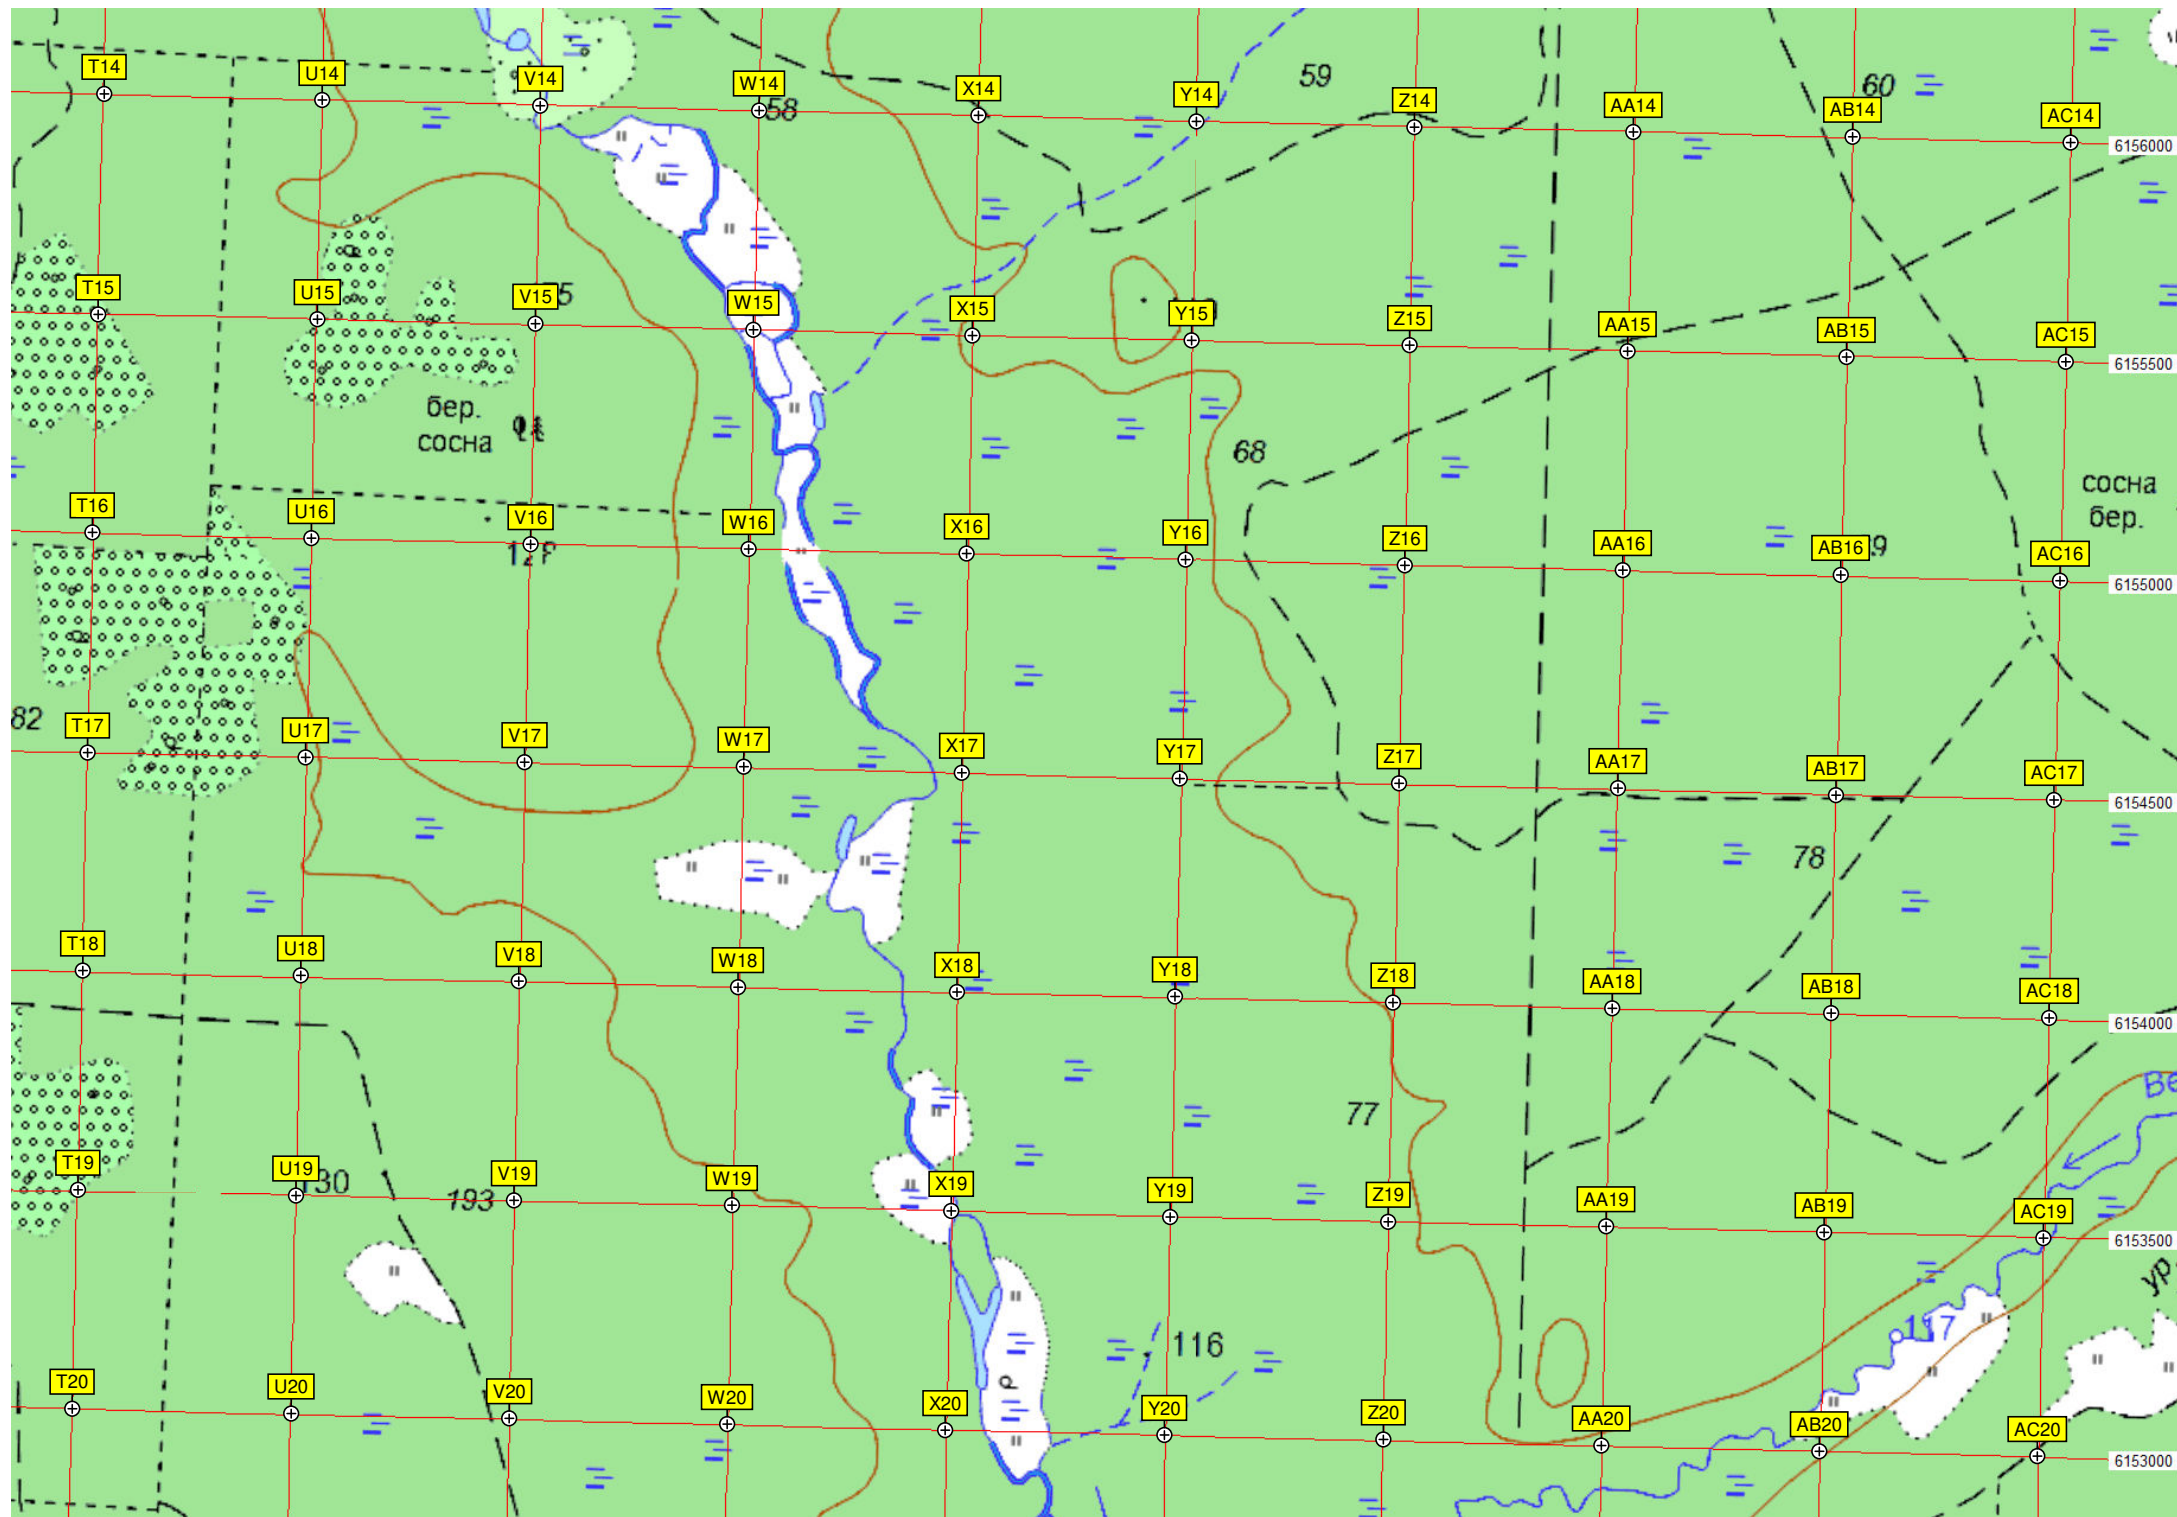 59
60
T14 U14 V14 W14 X14 Y14 Z14 AA14 AB14 AC14
58
6156000
T15 U15 V15 W15 X15 Y15 Z15 AA15 AB15 AC15
6155500
бер.
сосна
68
сосна
бер.
T16 U16 V16 W16 X16 Y16 Z16 AA16 AB16 AC16
6155000
82
T17 U17 V17 W17 X17 Y17 Z17 AA17 AB17 AC17
6154500
78
T18 U18 V18 W18 X18 Y18 Z18 AA18 AB18 AC18
6154000
Ве
77
T19 U19 V19 W19 X19 Y19 Z19 AA19 AB19 AC19
193
6153500
ур.
117
116
T20 U20 V20 W20 X20 Y20 Z20 AA20 AB20 AC20
р
6153000